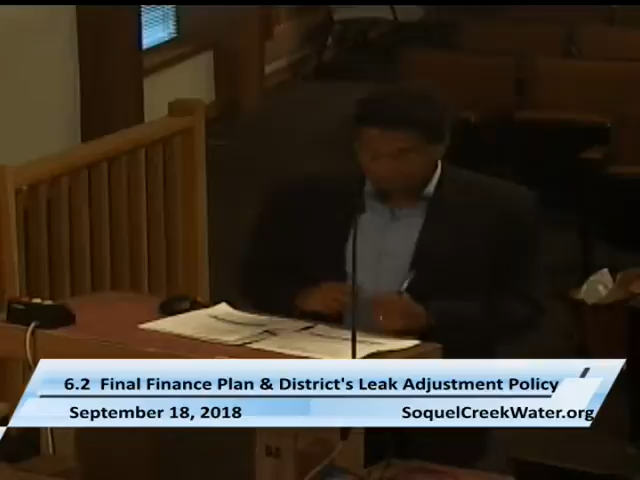 6.2 Final Finance Plan & District's Leak Adjustment Policy
September 18, 2018 SoquelCreekWater.org